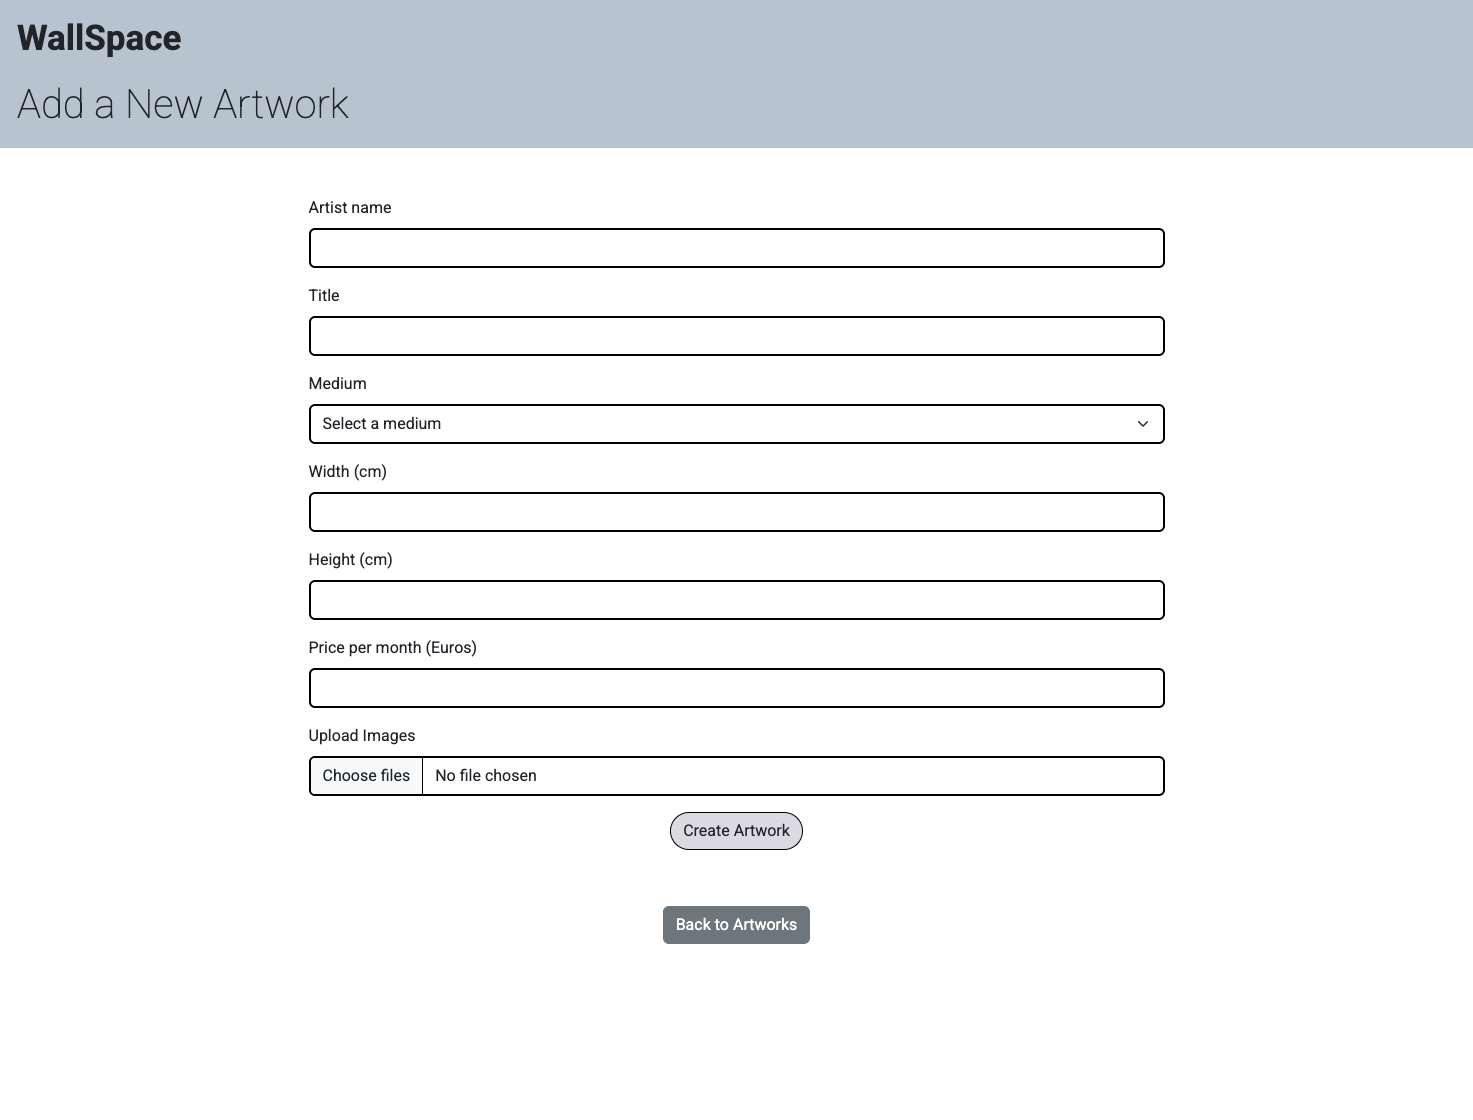 WallSpace
Add a New Artwork
Artist name
Title
Medium
Select a medium
Width (cm)
Height (cm)
Price per month (Euros)
Upload Images
Choose files No file chosen
Create Artwork
Back to Artworks